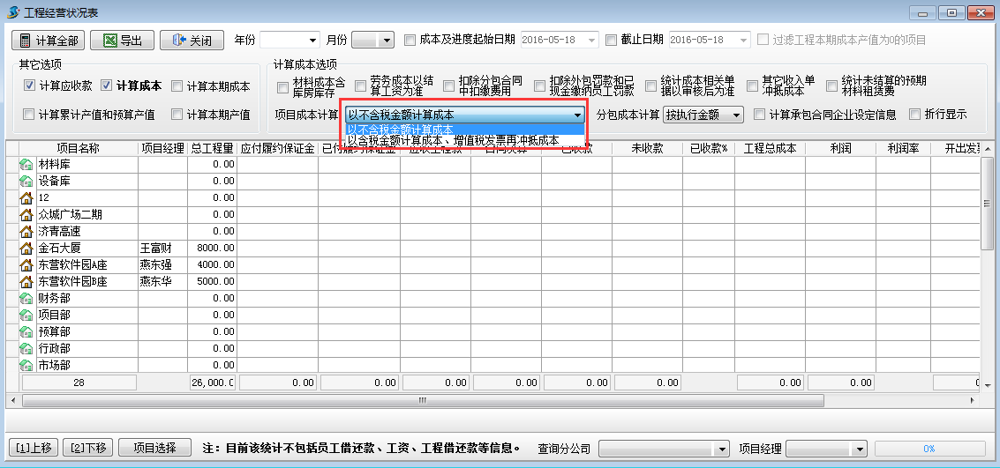 工程经营状况表
计算全部 导出 关闭 年份 月份 成本及进度起始日期 2016-05-18 截止日期 2016-05-18 过滤工程本期成本产值为0的项目
其它选项
计算应收款 计算成本 计算本期成本
计算累计产值和预算产值 计算本期产值
计算成本选项
材料成本含
库房库存
劳务成本以结
算工资为准
扣除分包合同
中扣缴费用
扣除外包罚款和已
现金缴纳员工罚款
统计成本相关单
据以审核后为准
其它收入单
冲抵成本
统计未结算的预期
材料租赁费
项目成本计算 以不含税金额计算成本 分包成本计算 按执行金额 计算承包合同企业设定信息 折行显示
以不含税金额计算成本
以含税金额计算成本、增值税发票再冲抵成本
项目名称 项目经理 总工程量 应付履约保证金 已付履约保证金 应收工程款 合同决算 已收款 未收款 已收款% 工程总成本 利润 利润率 开出发票
材料库 0.00
设备库 0.00
12 0.00
众城广场二期 0.00
济青高速 0.00
金石大厦 王富财 8000.00
东营软件园A座 燕东强 4000.00
东营软件园B座 燕东华 5000.00
财务部 0.00
项目部 0.00
预算部 0.00
行政部 0.00
市场部 0.00
28 26,000.0 0.00 0.00 0.00 0.00 0.00 0.00 0.00 0.00
[1]上移 [2]下移 项目选择 注：目前该统计不包括员工借还款、工资、工程借还款等信息。 查询分公司 项目经理 0%